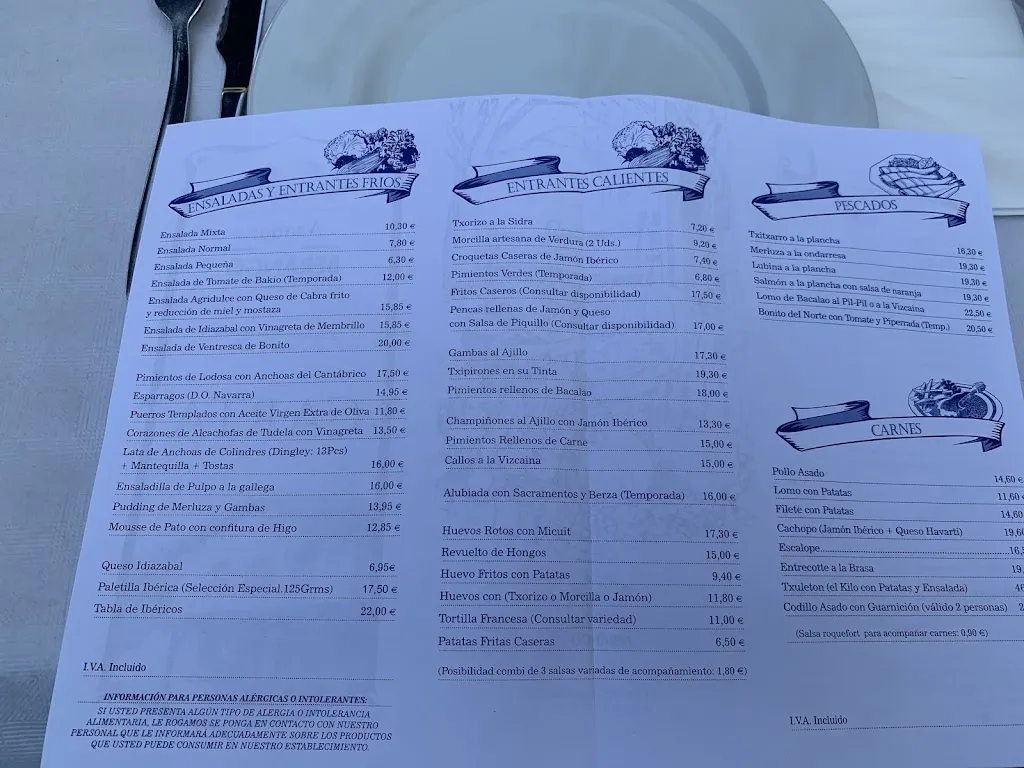 ENSALADAS Y ENTRANTES FRIOS
Ensalada Mixta 10,30 €
Ensalada Normal 7,80 €
Ensalada Pequeña 6,30 €
Ensalada de Tomate de Bakio (Temporada) 12,00 €
Ensalada Agridulce con Queso de Cabra frito
y reducción de miel y mostaza 15,85 €
Ensalada de Idiazabal con Vinagreta de Membrillo 15,85 €
Ensalada de Ventresca de Bonito 20,00 €
Pimientos de Lodosa con Anchoas del Cantábrico 17,50 €
Esparragos (D.O. Navarra) 14,95 €
Puerros Templados con Aceite Virgen Extra de Oliva 11,80 €
Corazones de Alcachofas de Tudela con Vinagreta 13,50 €
Lata de Anchoas de Colindres (Dingley: 13Pcs)
+ Mantequilla + Tostas 16,00 €
Ensaladilla de Pulpo a la gallega 16,00 €
Pudding de Merluza y Gambas 13,95 €
Mousse de Pato con confitura de Higo 12,85 €
Queso Idiazabal 6,95€
Paletilla Ibérica (Selección Especial.125Grms) 17,50 €
Tabla de Ibéricos 22,00 €
I.V.A. Incluido
INFORMACIÓN PARA PERSONAS ALÉRGICAS O INTOLERANTES:
SI USTED PRESENTA ALGÚN TIPO DE ALERGIA O INTOLERANCIA
ALIMENTARIA, LE ROGAMOS SE PONGA EN CONTACTO CON NUESTRO
PERSONAL QUE LE INFORMARÁ ADECUADAMENTE SOBRE LOS PRODUCTOS
QUE USTED PUEDE CONSUMIR EN NUESTRO ESTABLECIMIENTO.
ENTRANTES CALIENTES
Txorizo a la Sidra 7,20 €
Morcilla artesana de Verdura (2 Uds.) 9,20 €
Croquetas Caseras de Jamón Ibérico 7,40 €
Pimientos Verdes (Temporada) 6,80 €
Fritos Caseros (Consultar disponibilidad) 17,50 €
Pencas rellenas de Jamón y Queso
con Salsa de Piquillo (Consultar disponibilidad) 17,00 €
Gambas al Ajillo 17,30 €
Txipirones en su Tinta 19,30 €
Pimientos rellenos de Bacalao 18,00 €
Champiñones al Ajillo con Jamón Ibérico 13,30 €
Pimientos Rellenos de Carne 15,00 €
Callos a la Vizcaina 15,00 €
Alubiada con Sacramentos y Berza (Temporada) 16,00 €
Huevos Rotos con Micuit 17,30 €
Revuelto de Hongos 15,00 €
Huevo Fritos con Patatas 9,40 €
Huevos con (Txorizo o Morcilla o Jamón) 11,80 €
Tortilla Francesa (Consultar variedad) 11,00 €
Patatas Fritas Caseras 6,50 €
(Posibilidad combi de 3 salsas variadas de acompañamiento: 1,80 €)
PESCADOS
Txitxarro a la plancha 16,30 €
Merluza a la ondarresa 19,30 €
Lubina a la plancha 19,30 €
Salmón a la plancha con salsa de naranja 19,30 €
Lomo de Bacalao al Pil-Pil o a la Vizcaina 22,50 €
Bonito del Norte con Tomate y Piperrada (Temp.) 20,50 €
CARNES
Pollo Asado 14,60 €
Lomo con Patatas 11,60
Filete con Patatas 14,60
Cachopo (Jamón Ibérico + Queso Havarti) 19,6
Escalope 16,
Entrecotte a la Brasa 19,
Txuleton (el Kilo con Patatas y Ensalada)
Codillo Asado con Guarnición (válido 2 personas)
(Salsa roquefort para acompañar carnes: 0,90 €)
I.V.A. Incluido